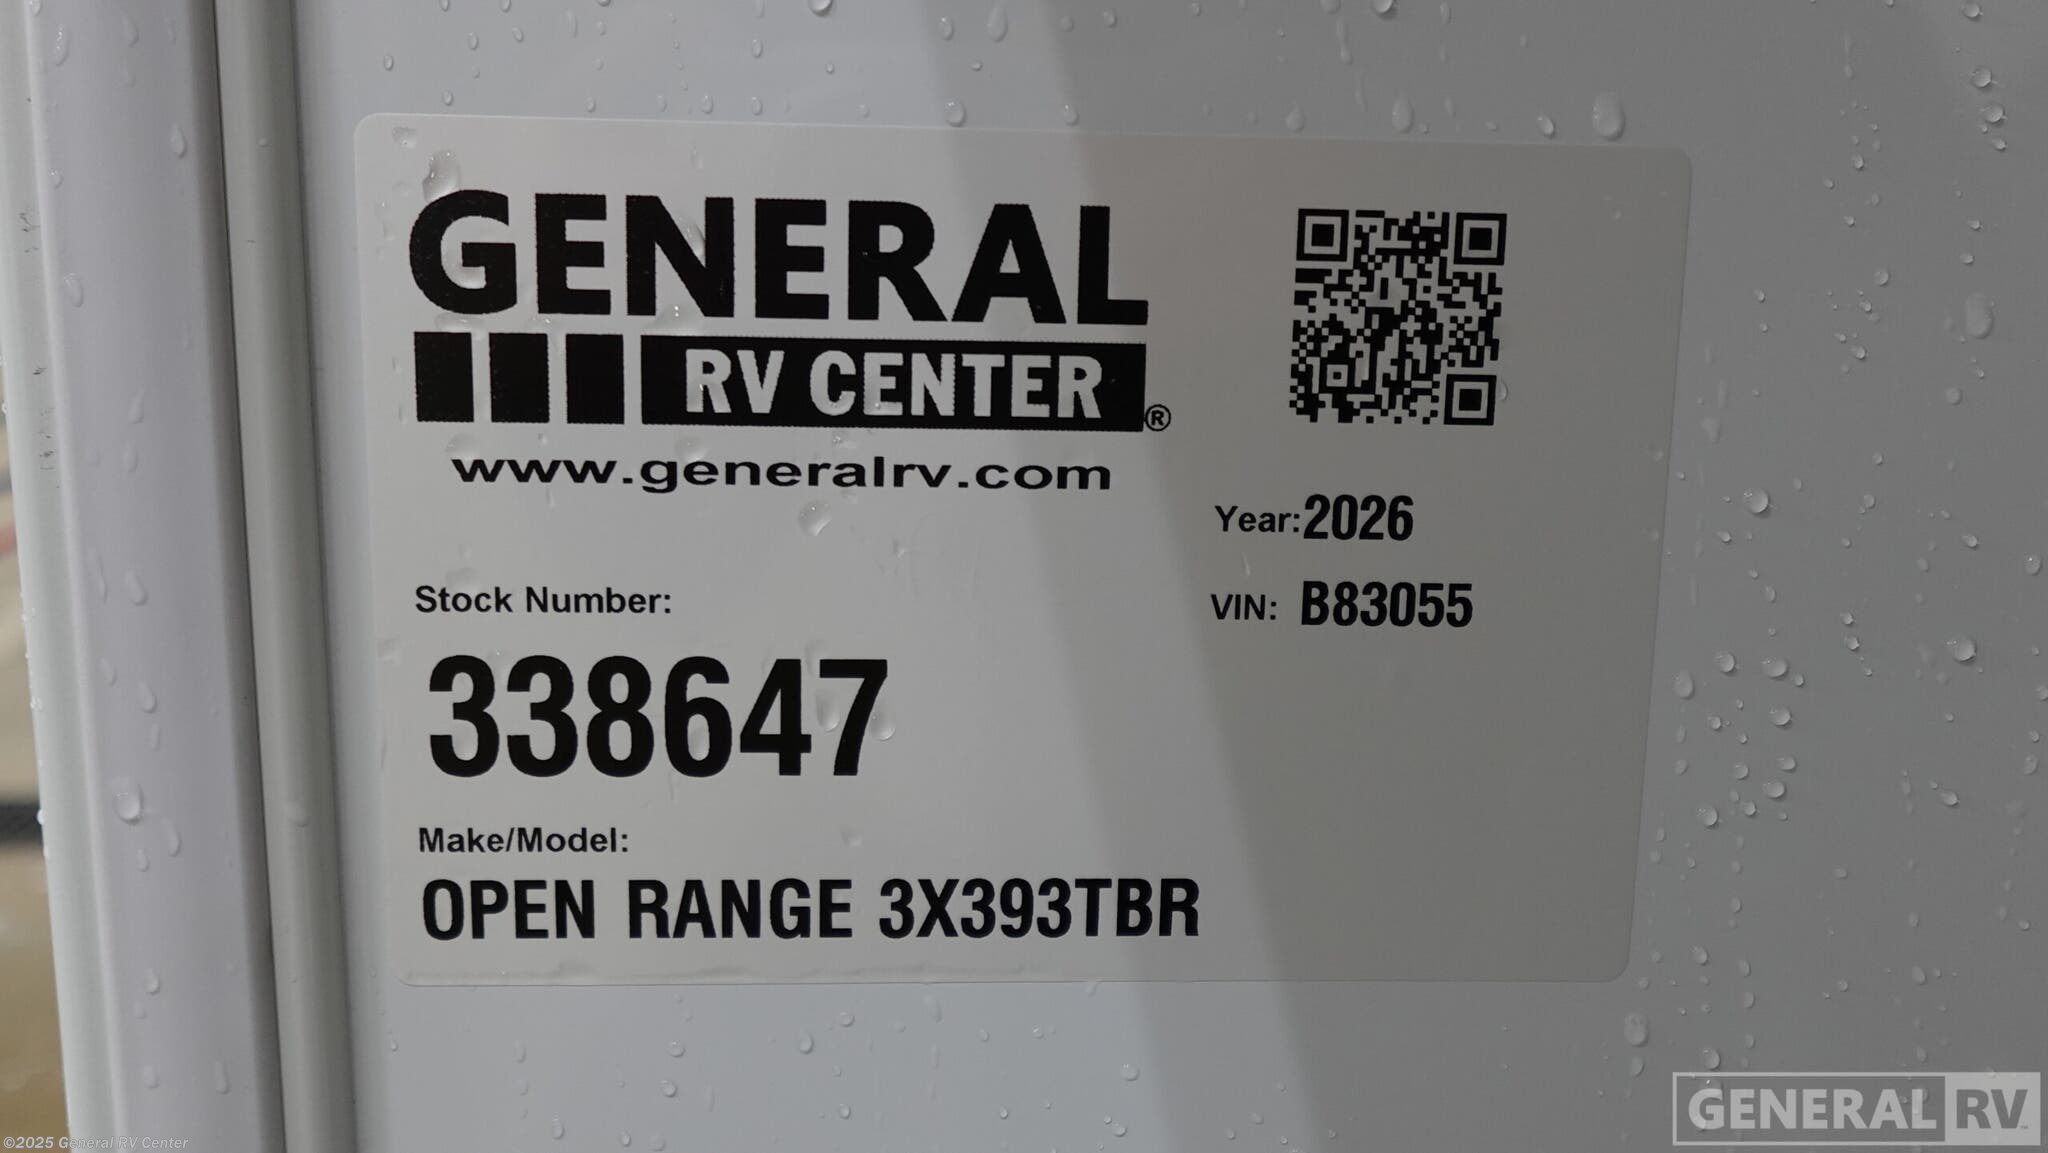 GENERAL
RV CENTER®
www.generalrv.com
Year: 2026
VIN: B83055
Stock Number:
338647
Make/Model:
OPEN RANGE 3X393TBR
GENERAL RV™
©2025 General RV Center